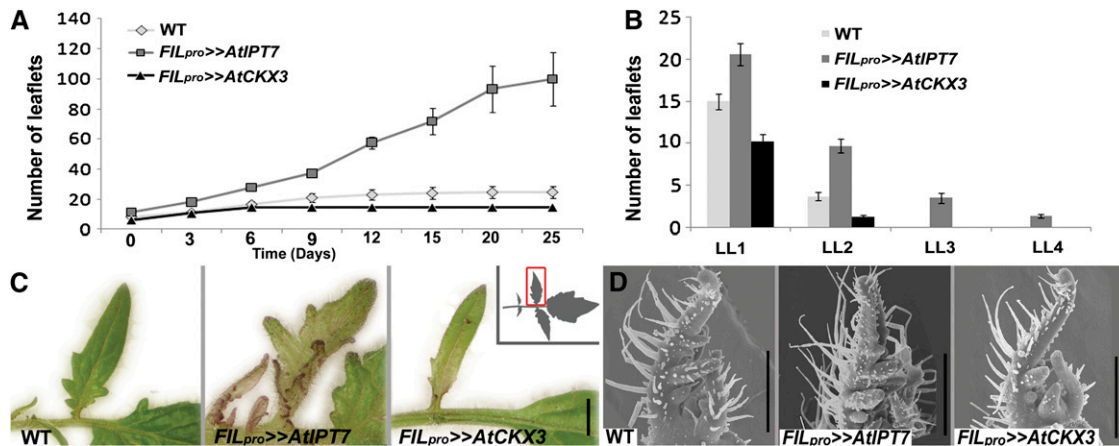 A
Number of leaflets
140
120
100
80
60
40
20
0
WT
FILpro>>AtIPT7
FILpro>>AtCKX3
0 3 6 9 12 15 20 25
Time (Days)
B
Number of leaflets
25
20
15
10
5
0
WT
FILpro>>AtIPT7
FILpro>>AtCKX3
LL1 LL2 LL3 LL4
C
WT
FILpro>>AtIPT7
FILpro>>AtCKX3
D
WT
FILpro>>AtIPT7
FILpro>>AtCKX3